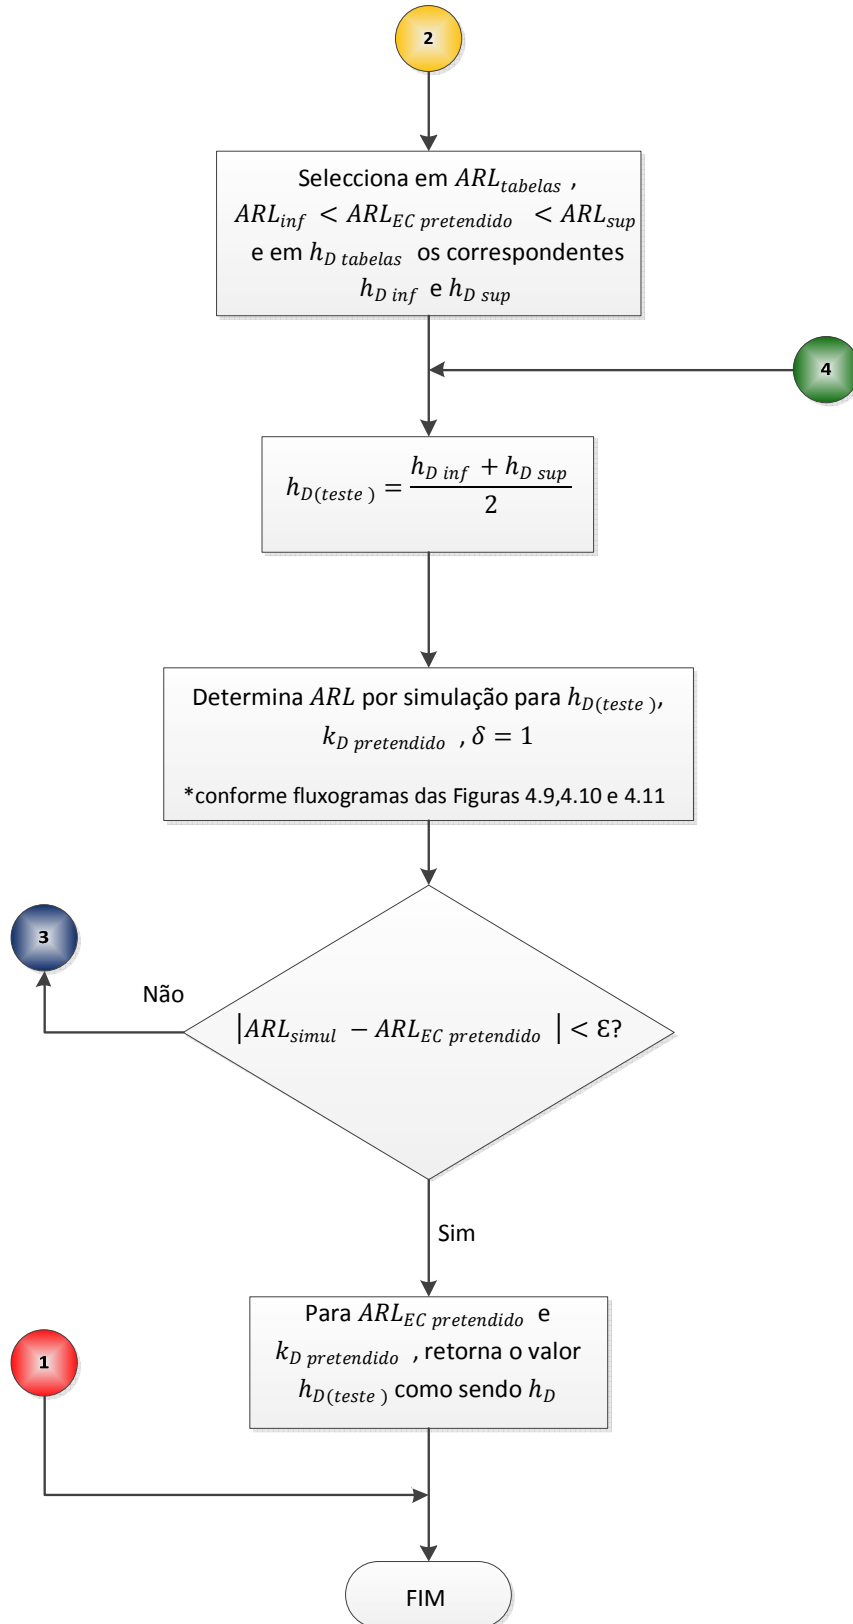 2
Selecciona em ARL_tabelas ,
ARL_inf < ARL_EC pretendido < ARL_sup
e em h_D tabelas os correspondentes
h_D inf e h_D sup
4
h_D(teste) = (h_D inf + h_D sup) / 2
Determina ARL por simulação para h_D(teste),
k_D pretendido , δ = 1
*conforme fluxogramas das Figuras 4.9,4.10 e 4.11
3
Não
|ARL_simul − ARL_EC pretendido | < Ɛ?
Sim
Para ARL_EC pretendido e
k_D pretendido , retorna o valor
h_D(teste) como sendo h_D
1
FIM